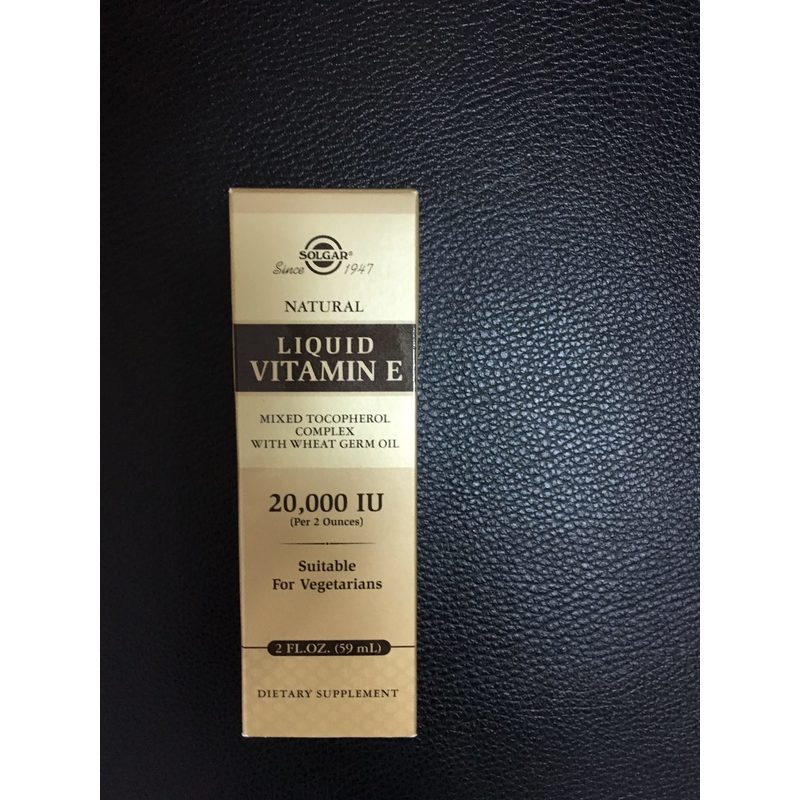 SOLGAR®
Since 1947
NATURAL
LIQUID
VITAMIN E
MIXED TOCOPHEROL
COMPLEX
WITH WHEAT GERM OIL
20,000 IU
(Per 2 Ounces)
Suitable
For Vegetarians
2 FL.OZ. (59 mL)
DIETARY SUPPLEMENT